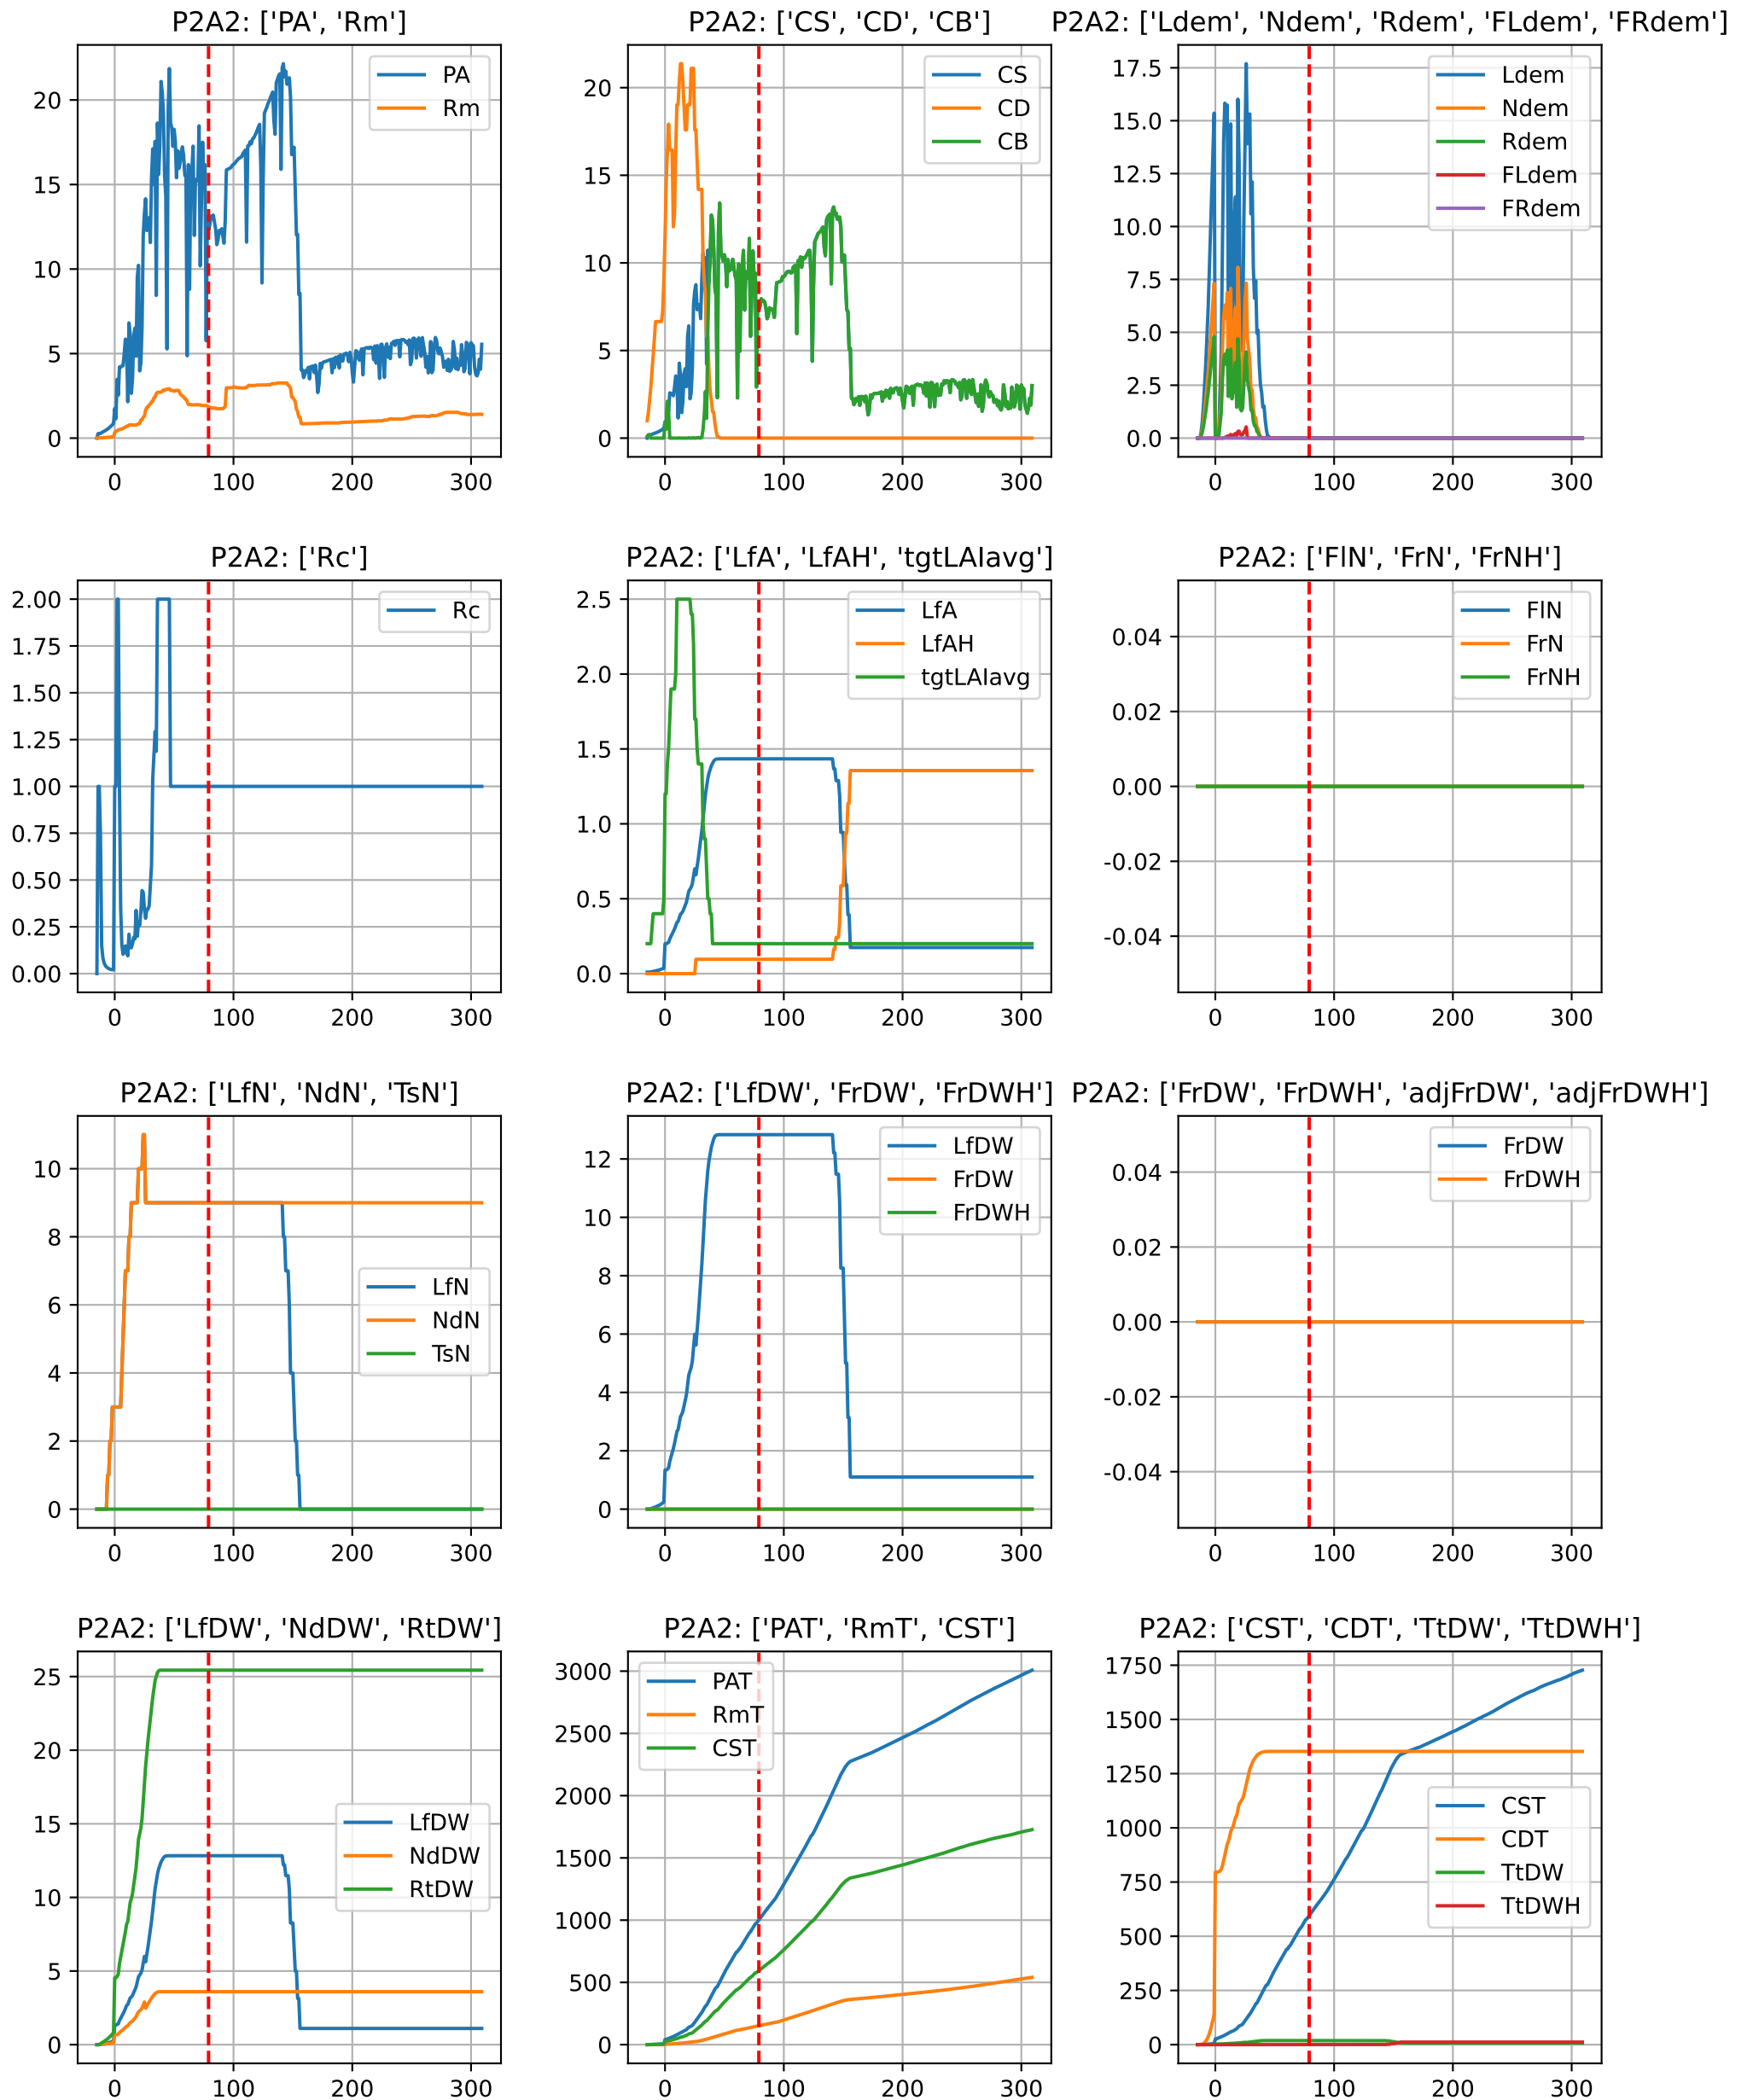 P2A2: ['PA', 'Rm']
PA
Rm
20
15
10
5
0
0 100 200 300
P2A2: ['CS', 'CD', 'CB']
CS
CD
CB
20
15
10
5
0
0 100 200 300
P2A2: ['Ldem', 'Ndem', 'Rdem', 'FLdem', 'FRdem']
Ldem
Ndem
Rdem
FLdem
FRdem
17.5
15.0
12.5
10.0
7.5
5.0
2.5
0.0
0 100 200 300
P2A2: ['Rc']
Rc
2.00
1.75
1.50
1.25
1.00
0.75
0.50
0.25
0.00
0 100 200 300
P2A2: ['LfA', 'LfAH', 'tgtLAIavg']
LfA
LfAH
tgtLAIavg
2.5
2.0
1.5
1.0
0.5
0.0
0 100 200 300
P2A2: ['FlN', 'FrN', 'FrNH']
FlN
FrN
FrNH
0.04
0.02
0.00
-0.02
-0.04
0 100 200 300
P2A2: ['LfN', 'NdN', 'TsN']
LfN
NdN
TsN
10
8
6
4
2
0
0 100 200 300
P2A2: ['LfDW', 'FrDW', 'FrDWH']
LfDW
FrDW
FrDWH
12
10
8
6
4
2
0
0 100 200 300
P2A2: ['FrDW', 'FrDWH', 'adjFrDW', 'adjFrDWH']
FrDW
FrDWH
0.04
0.02
0.00
-0.02
-0.04
0 100 200 300
P2A2: ['LfDW', 'NdDW', 'RtDW']
LfDW
NdDW
RtDW
25
20
15
10
5
0
0 100 200 300
P2A2: ['PAT', 'RmT', 'CST']
PAT
RmT
CST
3000
2500
2000
1500
1000
500
0
0 100 200 300
P2A2: ['CST', 'CDT', 'TtDW', 'TtDWH']
CST
CDT
TtDW
TtDWH
1750
1500
1250
1000
750
500
250
0
0 100 200 300